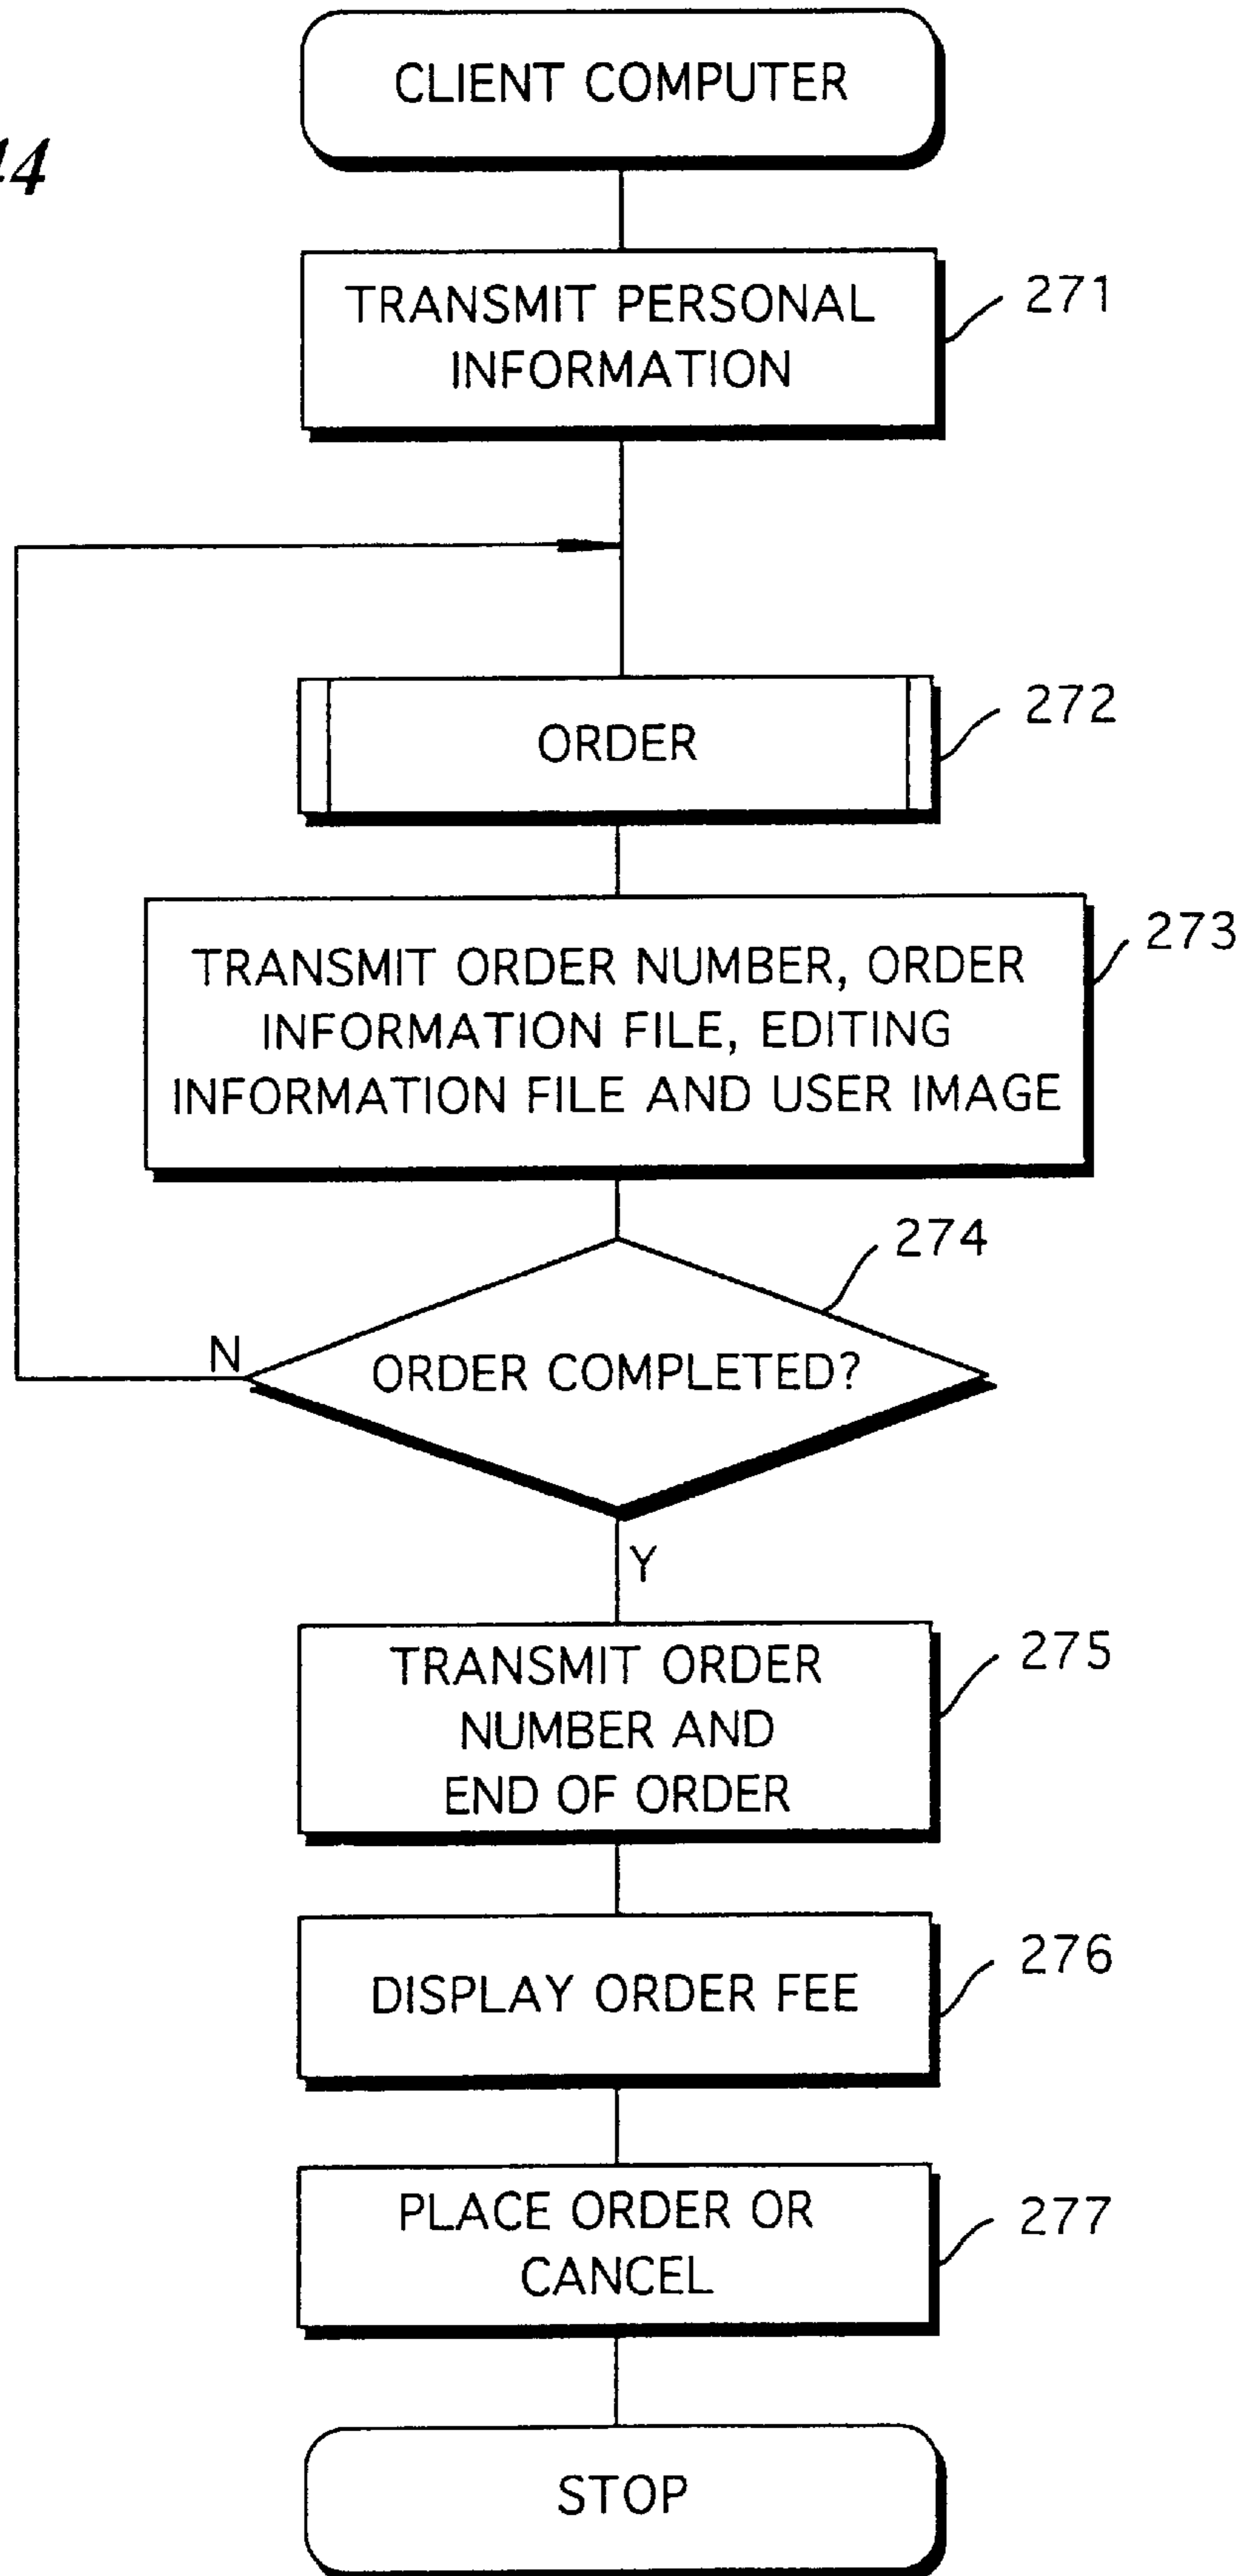 CLIENT COMPUTER
44
TRANSMIT PERSONAL
INFORMATION
271
ORDER
272
TRANSMIT ORDER NUMBER, ORDER
INFORMATION FILE, EDITING
INFORMATION FILE AND USER IMAGE
273
274
N
ORDER COMPLETED?
Y
TRANSMIT ORDER
NUMBER AND
END OF ORDER
275
DISPLAY ORDER FEE
276
PLACE ORDER OR
CANCEL
277
STOP